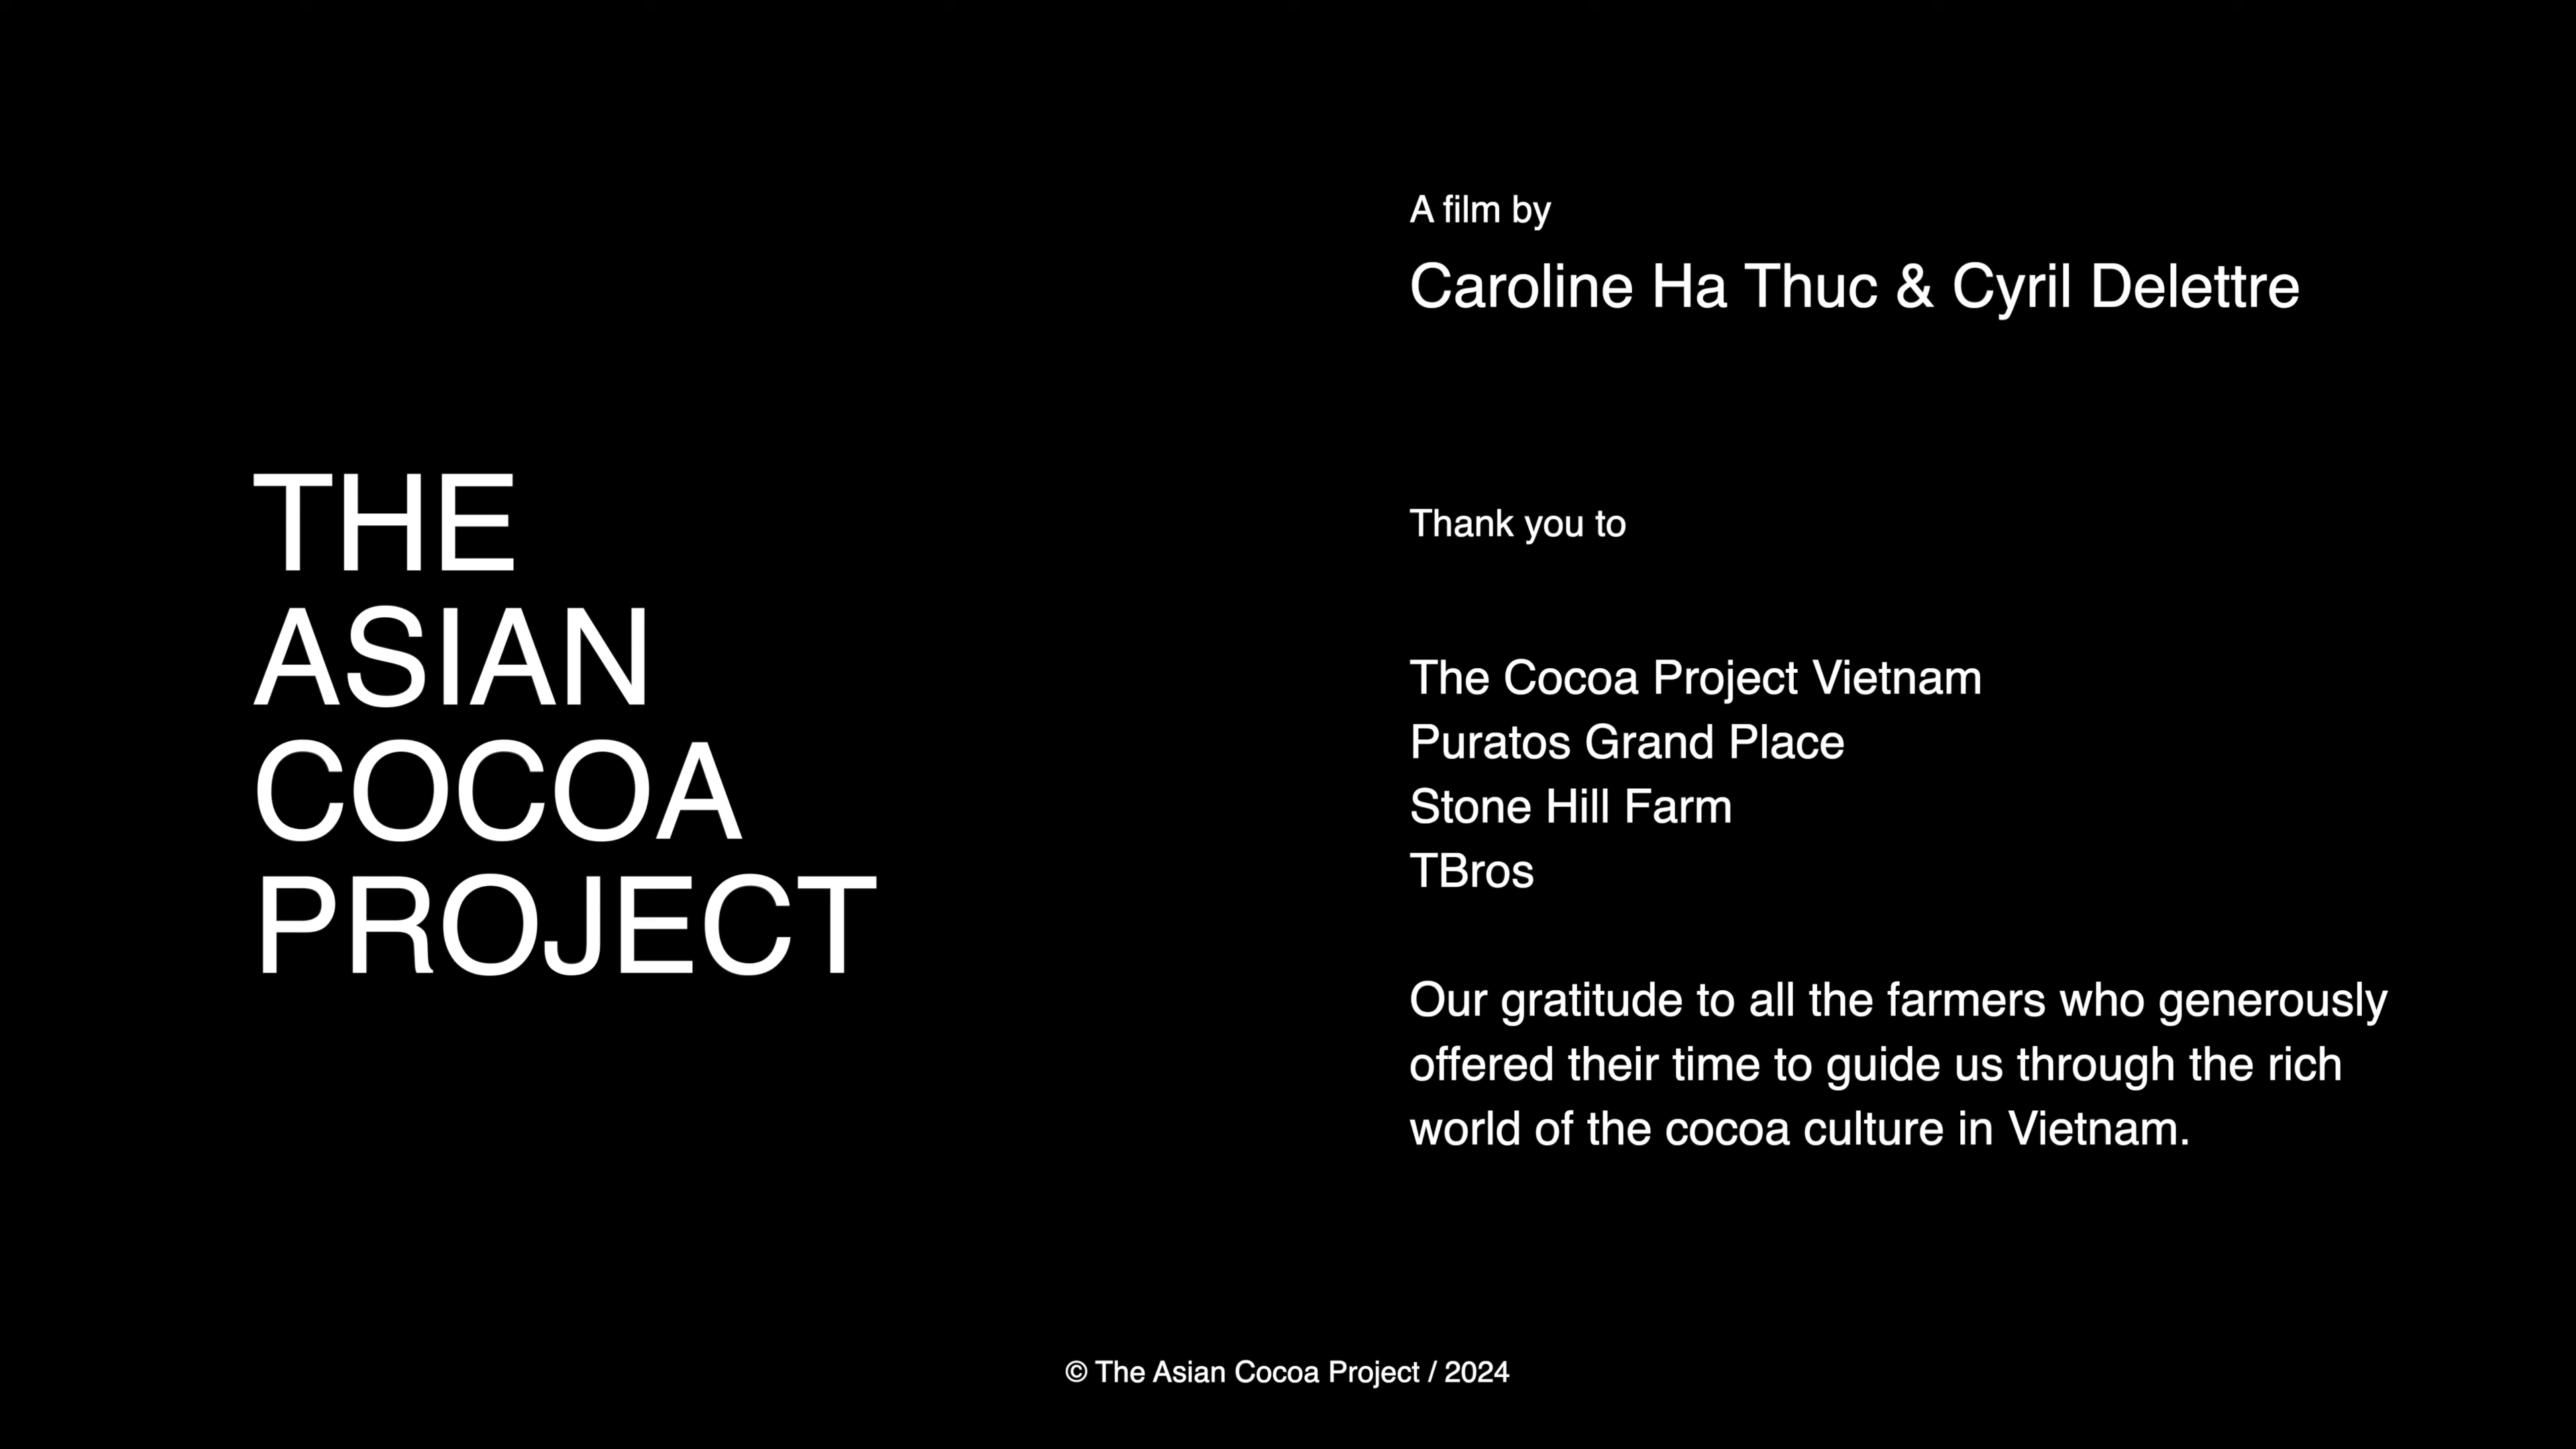 THE
ASIAN
COCOA
PROJECT
A film by
Caroline Ha Thuc & Cyril Delettre
Thank you to
The Cocoa Project Vietnam
Puratos Grand Place
Stone Hill Farm
TBros
Our gratitude to all the farmers who generously
offered their time to guide us through the rich
world of the cocoa culture in Vietnam.
© The Asian Cocoa Project / 2024